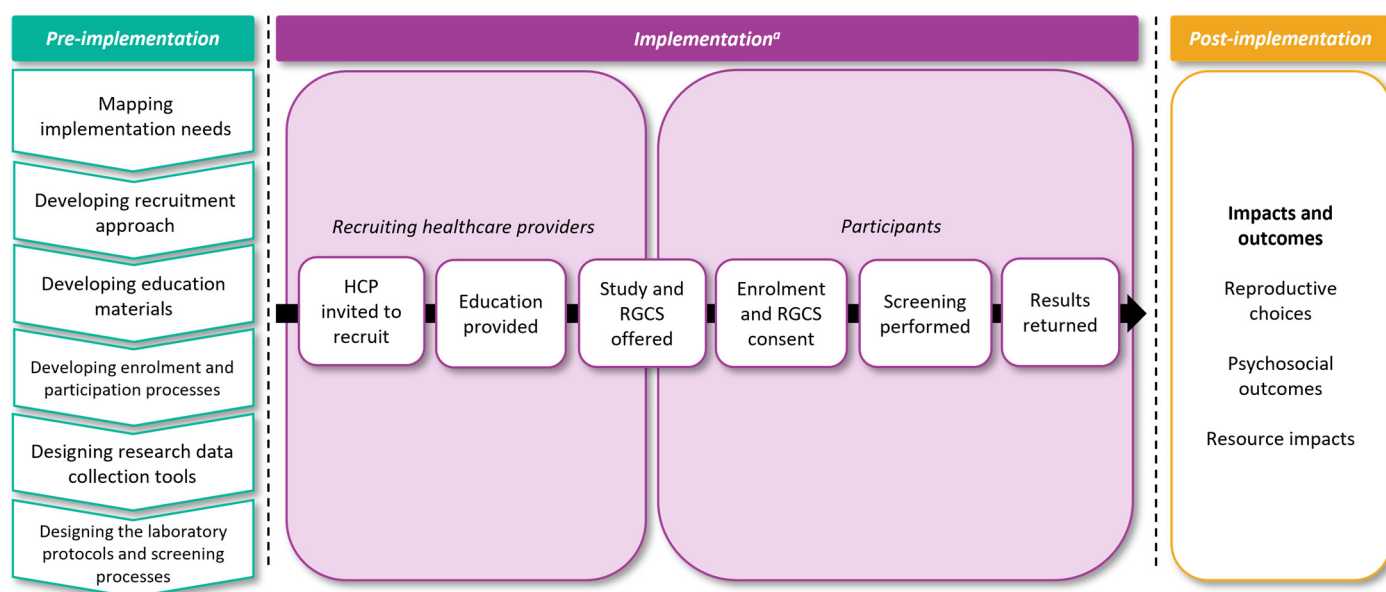 Pre-implementation
Mapping
implementation needs
Developing recruitment
approach
Developing education
materials
Developing enrolment and
participation processes
Designing research data
collection tools
Designing the laboratory
protocols and screening
processes
Implementationᵃ
Recruiting healthcare providers
Participants
HCP
invited to
recruit
Education
provided
Study and
RGCS
offered
Enrolment
and RGCS
consent
Screening
performed
Results
returned
Post-implementation
Impacts and
outcomes
Reproductive
choices
Psychosocial
outcomes
Resource impacts